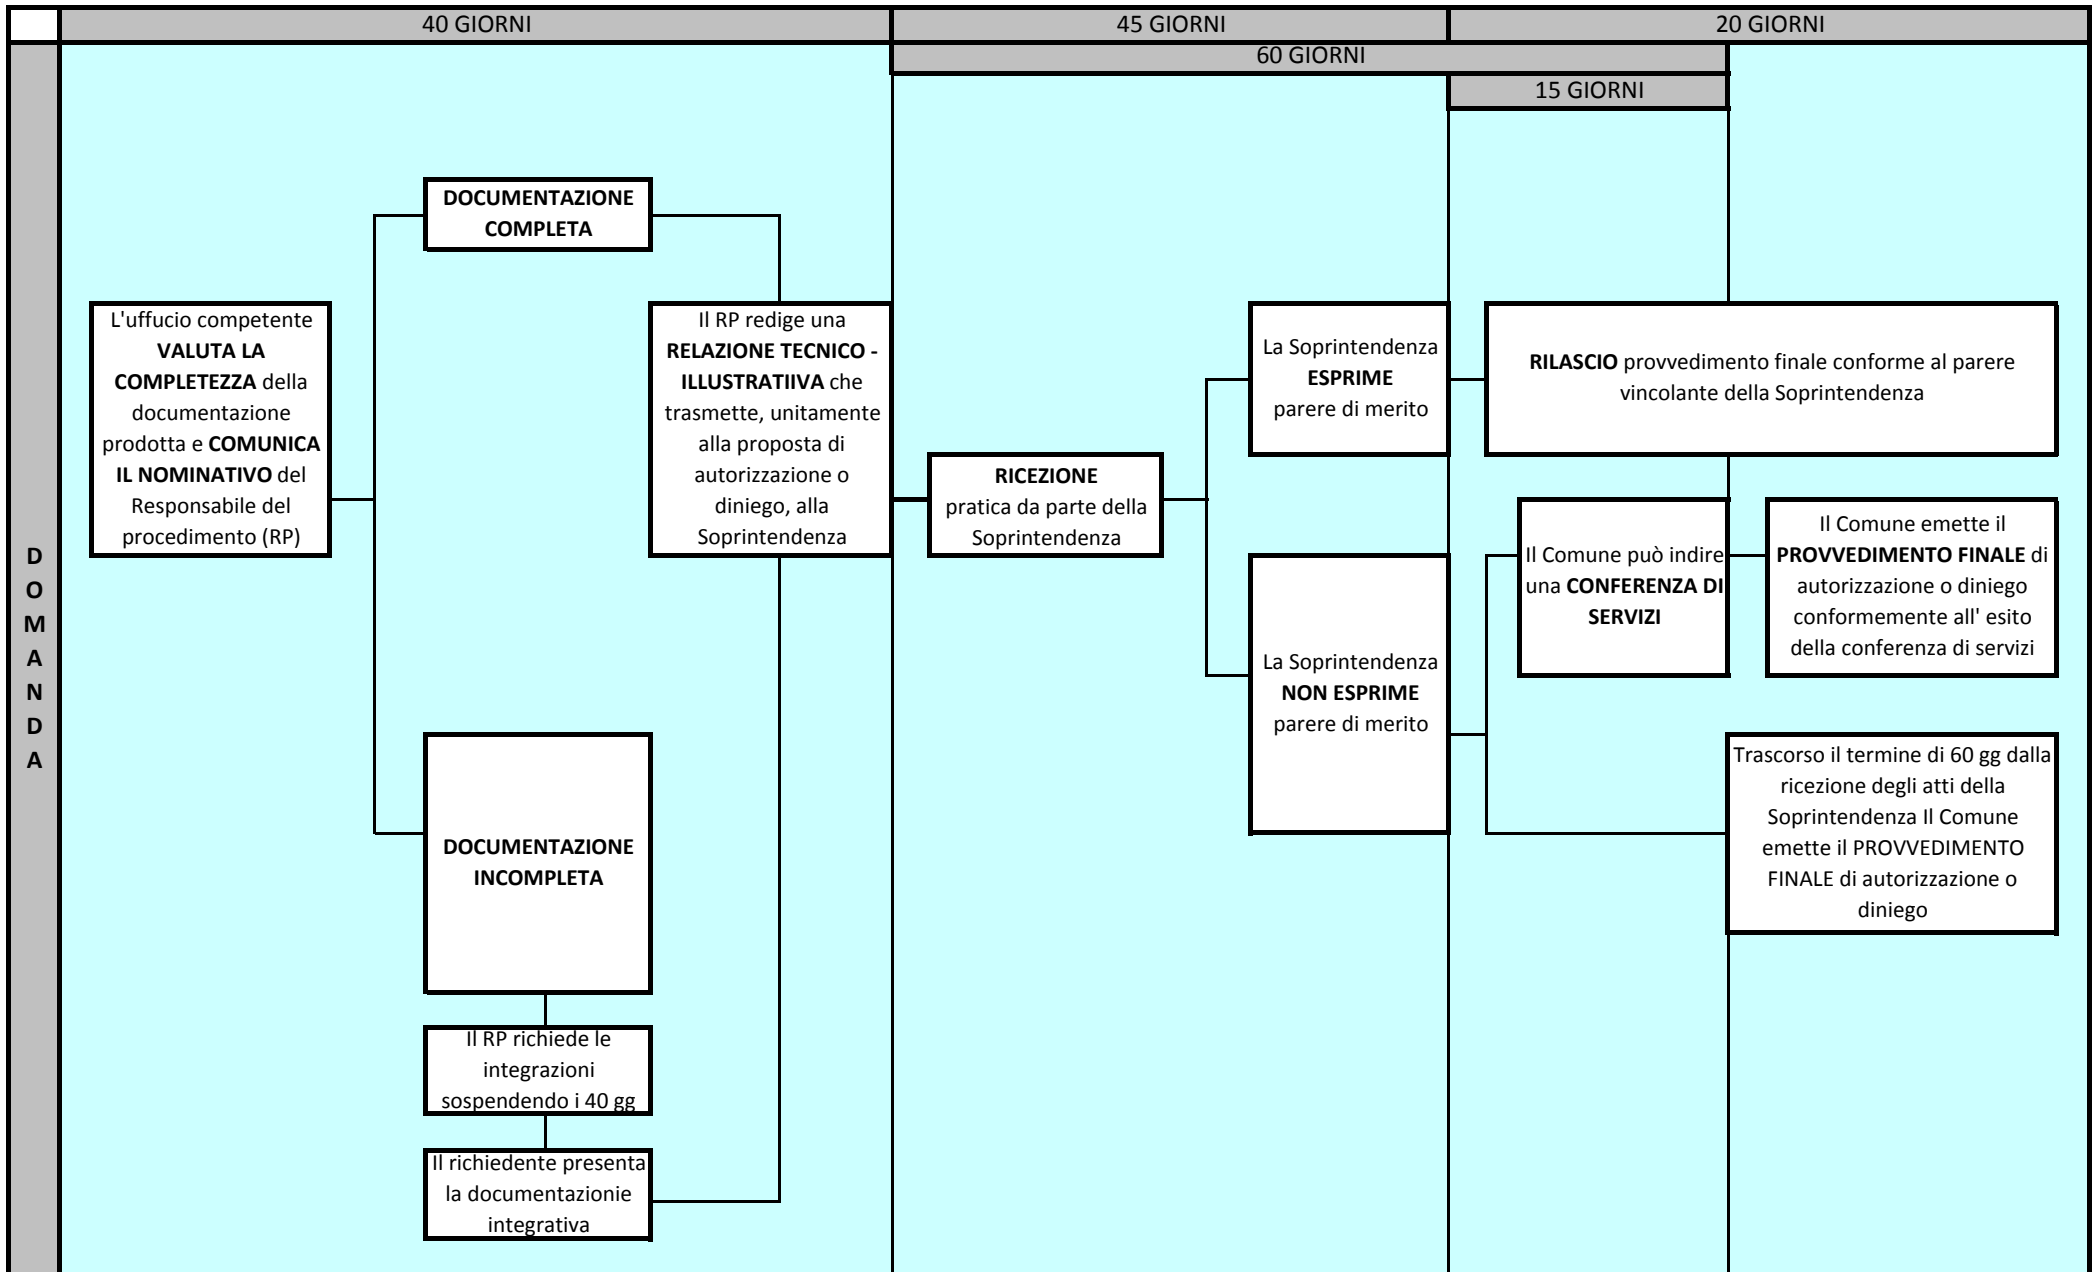 40 GIORNI
45 GIORNI
20 GIORNI
60 GIORNI
15 GIORNI
D
O
M
A
N
D
A
L'uffucio competente
VALUTA LA
COMPLETEZZA della
documentazione
prodotta e COMUNICA
IL NOMINATIVO del
Responsabile del
procedimento (RP)
DOCUMENTAZIONE
COMPLETA
DOCUMENTAZIONE
INCOMPLETA
Il RP richiede le
integrazioni
sospendendo i 40 gg
Il richiedente presenta
la documentazionie
integrativa
Il RP redige una
RELAZIONE TECNICO -
ILLUSTRATIIVA che
trasmette, unitamente
alla proposta di
autorizzazione o
diniego, alla
Soprintendenza
RICEZIONE
pratica da parte della
Soprintendenza
La Soprintendenza
ESPRIME
parere di merito
La Soprintendenza
NON ESPRIME
parere di merito
RILASCIO provvedimento finale conforme al parere
vincolante della Soprintendenza
Il Comune può indire
una CONFERENZA DI
SERVIZI
Il Comune emette il
PROVVEDIMENTO FINALE di
autorizzazione o diniego
conformemente all' esito
della conferenza di servizi
Trascorso il termine di 60 gg dalla
ricezione degli atti della
Soprintendenza Il Comune
emette il PROVVEDIMENTO
FINALE di autorizzazione o
diniego